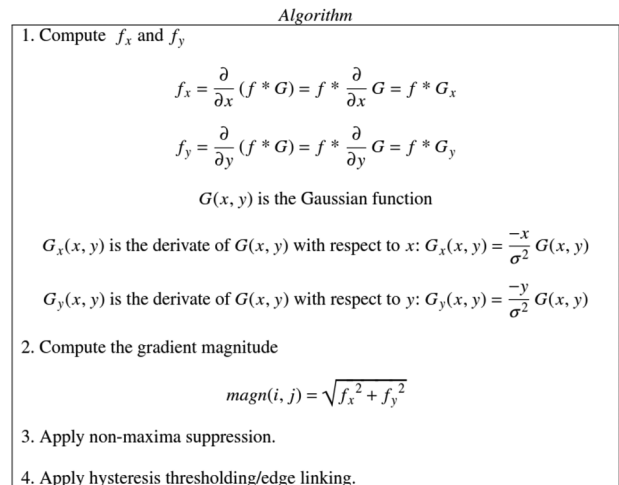 Algorithm
1. Compute f_x and f_y
f_x = ∂/∂x (f * G) = f * ∂/∂x G = f * G_x
f_y = ∂/∂y (f * G) = f * ∂/∂y G = f * G_y
G(x, y) is the Gaussian function
G_x(x, y) is the derivate of G(x, y) with respect to x: G_x(x, y) = −x/σ² G(x, y)
G_y(x, y) is the derivate of G(x, y) with respect to y: G_y(x, y) = −y/σ² G(x, y)
2. Compute the gradient magnitude
magn(i, j) = √(f_x² + f_y²)
3. Apply non-maxima suppression.
4. Apply hysteresis thresholding/edge linking.